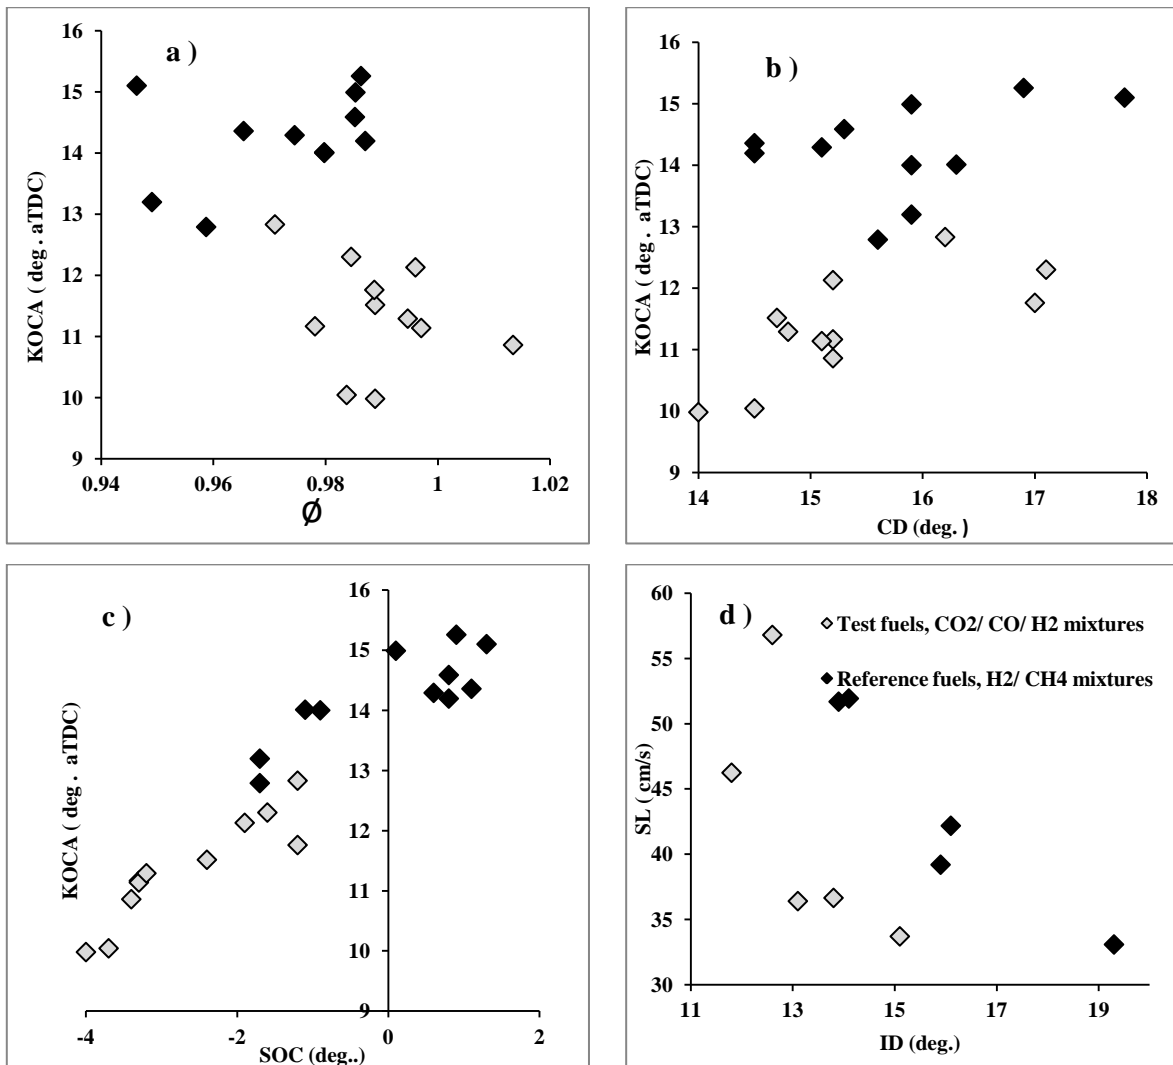 a )
16
15
14
13
12
11
10
9
KOCA ( deg . aTDC)
0.94 0.96 0.98 1 1.02
Ø
b )
16
15
14
13
12
11
10
9
KOCA ( deg. aTDC)
14 15 16 17 18
CD (deg. )
c )
16
15
14
13
12
11
10
9
KOCA ( deg . aTDC)
-4 -2 0 2
SOC (deg..)
d )
60
55
50
45
40
35
30
SL ( cm/s)
Test fuels, CO2/ CO/ H2 mixtures
Reference fuels, H2/ CH4 mixtures
11 13 15 17 19
ID (deg.)